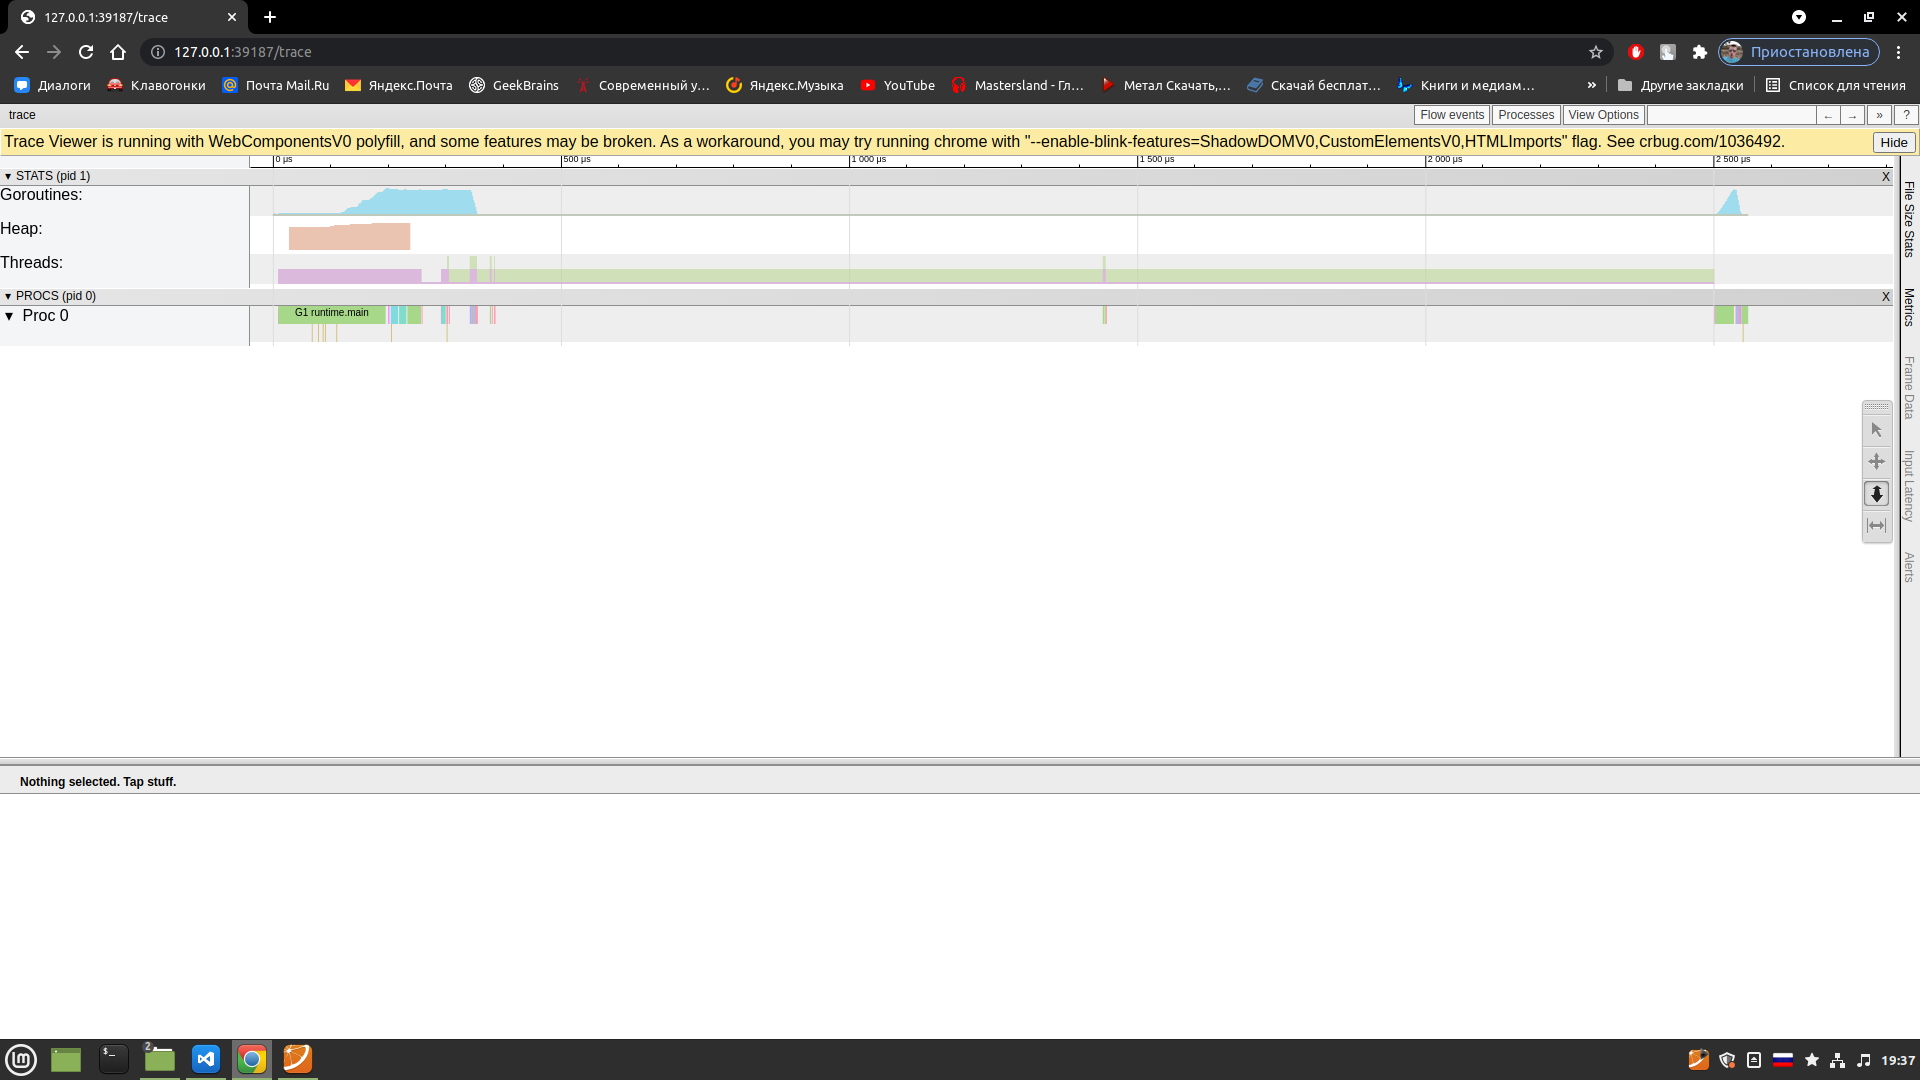 127.0.0.1:39187/trace
127.0.0.1:39187/trace
Приостановлена
Диалоги
Клавогонки
Почта Mail.Ru
Яндекс.Почта
GeekBrains
Современный у…
Яндекс.Музыка
YouTube
Mastersland - Гл…
Метал Скачать,…
Скачай бесплат…
Книги и медиам…
»
Другие закладки
Список для чтения
trace
Flow events
Processes
View Options
←
→
»
?
Trace Viewer is running with WebComponentsV0 polyfill, and some features may be broken. As a workaround, you may try running chrome with "--enable-blink-features=ShadowDOMV0,CustomElementsV0,HTMLImports" flag. See crbug.com/1036492.
Hide
0 µs
500 µs
1 000 µs
1 500 µs
2 000 µs
2 500 µs
▾ STATS (pid 1)
X
Goroutines:
Heap:
Threads:
▾ PROCS (pid 0)
X
▾ Proc 0
G1 runtime.main
File Size Stats
Metrics
Frame Data
Input Latency
Alerts
Nothing selected. Tap stuff.
2
19:37